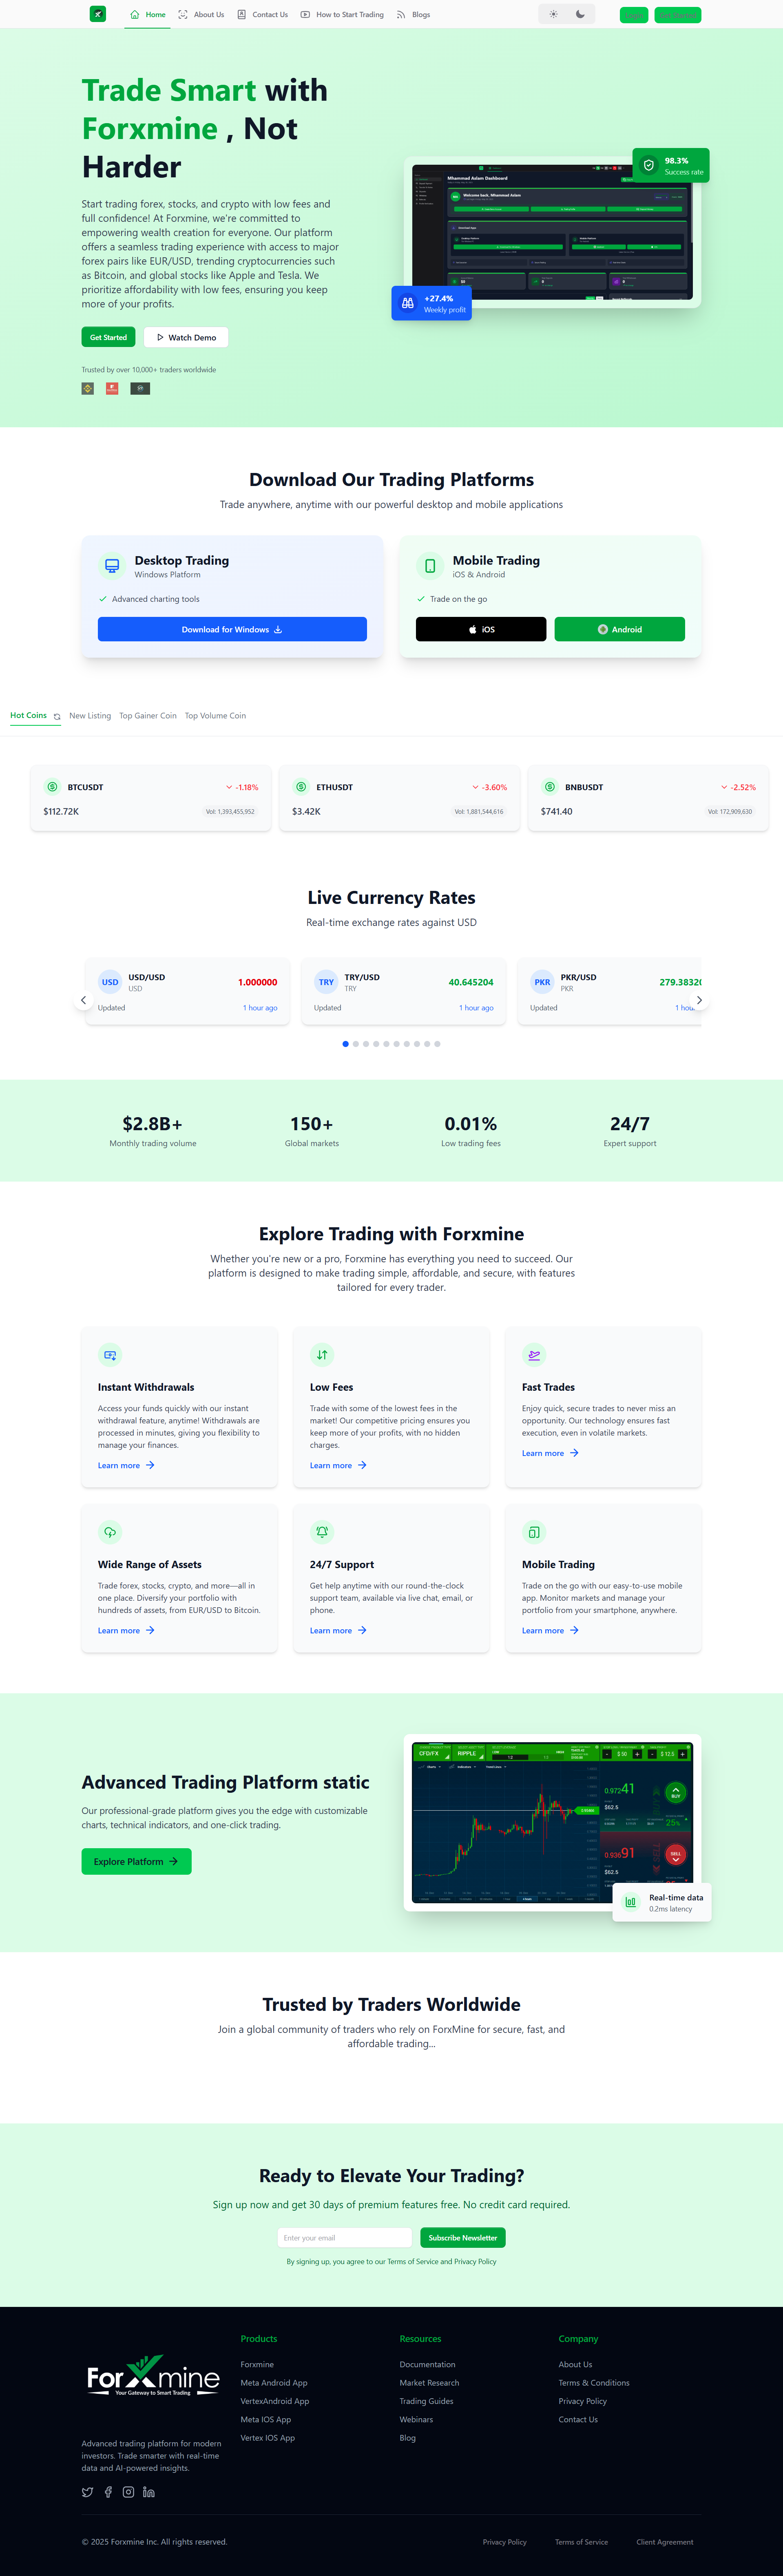 Home
About Us
Contact Us
How to Start Trading
Blogs
Trade Smart with
Forxmine , Not
Harder
Start trading forex, stocks, and crypto with low fees and
full confidence! At Forxmine, we're committed to
empowering wealth creation for everyone. Our platform
offers a seamless trading experience with access to major
forex pairs like EUR/USD, trending cryptocurrencies such
as Bitcoin, and global stocks like Apple and Tesla. We
prioritize affordability with low fees, ensuring you keep
more of your profits.
Get Started
Watch Demo
Trusted by over 10,000+ traders worldwide
98.3%
Success rate
Mhammad Aslam Dashboard
Welcome back, Mhammad Aslam
+27.4%
Weekly profit
Download Our Trading Platforms
Trade anywhere, anytime with our powerful desktop and mobile applications
Desktop Trading
Windows Platform
Advanced charting tools
Download for Windows
Mobile Trading
iOS & Android
Trade on the go
iOS
Android
Hot Coins
New Listing
Top Gainer Coin
Top Volume Coin
BTCUSDT
-1.18%
$112.72K
Vol: 1,393,455,952
ETHUSDT
-3.60%
$3.42K
Vol: 1,881,544,616
BNBUSDT
-2.52%
$741.40
Vol: 172,909,630
Live Currency Rates
Real-time exchange rates against USD
USD
USD/USD
USD
1.000000
Updated
1 hour ago
TRY
TRY/USD
TRY
40.645204
Updated
1 hour ago
PKR
PKR/USD
PKR
279.38320
Updated
1 hou
$2.8B+
Monthly trading volume
150+
Global markets
0.01%
Low trading fees
24/7
Expert support
Explore Trading with Forxmine
Whether you're new or a pro, Forxmine has everything you need to succeed. Our
platform is designed to make trading simple, affordable, and secure, with features
tailored for every trader.
Instant Withdrawals
Access your funds quickly with our instant
withdrawal feature, anytime! Withdrawals are
processed in minutes, giving you flexibility to
manage your finances.
Learn more
Low Fees
Trade with some of the lowest fees in the
market! Our competitive pricing ensures you
keep more of your profits, with no hidden
charges.
Learn more
Fast Trades
Enjoy quick, secure trades to never miss an
opportunity. Our technology ensures fast
execution, even in volatile markets.
Learn more
Wide Range of Assets
Trade forex, stocks, crypto, and more—all in
one place. Diversify your portfolio with
hundreds of assets, from EUR/USD to Bitcoin.
Learn more
24/7 Support
Get help anytime with our round-the-clock
support team, available via live chat, email, or
phone.
Learn more
Mobile Trading
Trade on the go with our easy-to-use mobile
app. Monitor markets and manage your
portfolio from your smartphone, anywhere.
Learn more
Advanced Trading Platform static
Our professional-grade platform gives you the edge with customizable
charts, technical indicators, and one-click trading.
Explore Platform
CFD/FX
RIPPLE
$ 50
$ 12.5
0.97241
BUY
$62.5
25%
0.93691
SELL
$62.5
Real-time data
0.2ms latency
Trusted by Traders Worldwide
Join a global community of traders who rely on ForxMine for secure, fast, and
affordable trading...
Ready to Elevate Your Trading?
Sign up now and get 30 days of premium features free. No credit card required.
Enter your email
Subscribe Newsletter
By signing up, you agree to our Terms of Service and Privacy Policy
ForXmine
Your Gateway to Smart Trading
Advanced trading platform for modern
investors. Trade smarter with real-time
data and AI-powered insights.
Products
Forxmine
Meta Android App
VertexAndroid App
Meta IOS App
Vertex IOS App
Resources
Documentation
Market Research
Trading Guides
Webinars
Blog
Company
About Us
Terms & Conditions
Privacy Policy
Contact Us
© 2025 Forxmine Inc. All rights reserved.
Privacy Policy
Terms of Service
Client Agreement